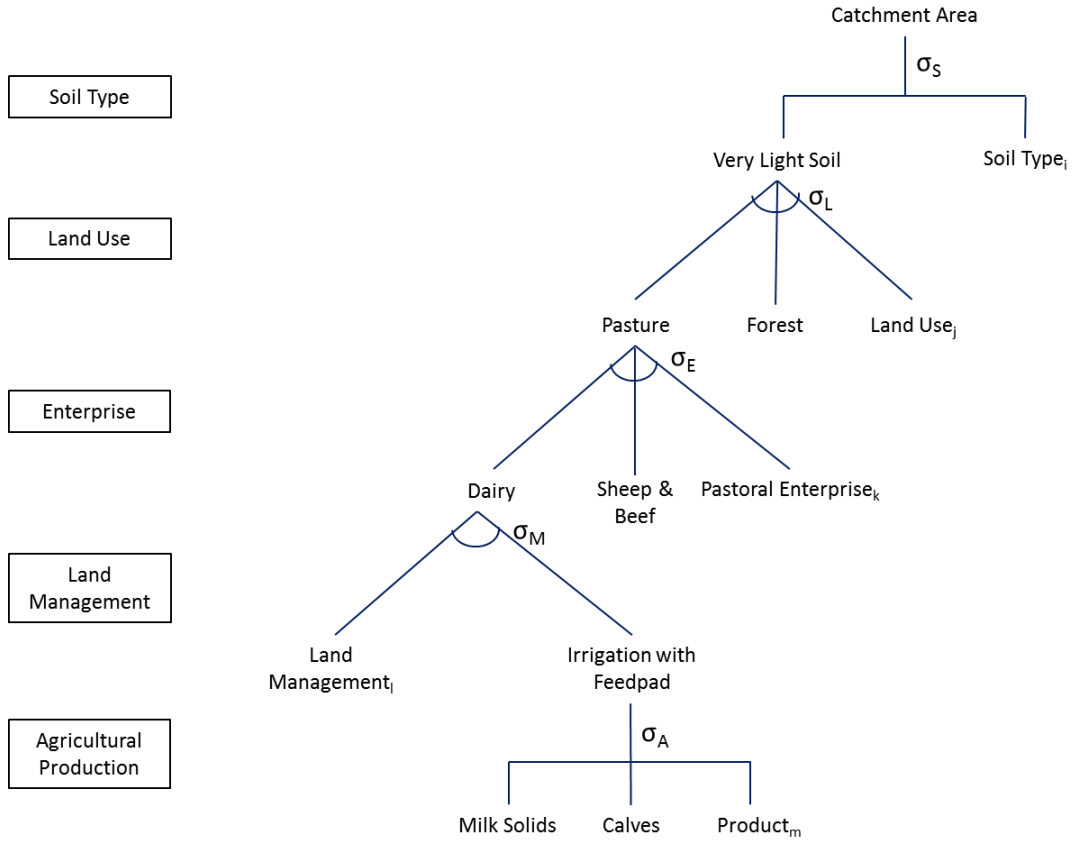 Catchment Area
σS
Soil Type
Very Light Soil
Soil Typei
σL
Land Use
Pasture
Forest
Land Usej
σE
Enterprise
Dairy
Sheep &
Beef
Pastoral Enterprisek
σM
Land
Management
Land
Managementl
Irrigation with
Feedpad
σA
Agricultural
Production
Milk Solids
Calves
Productm